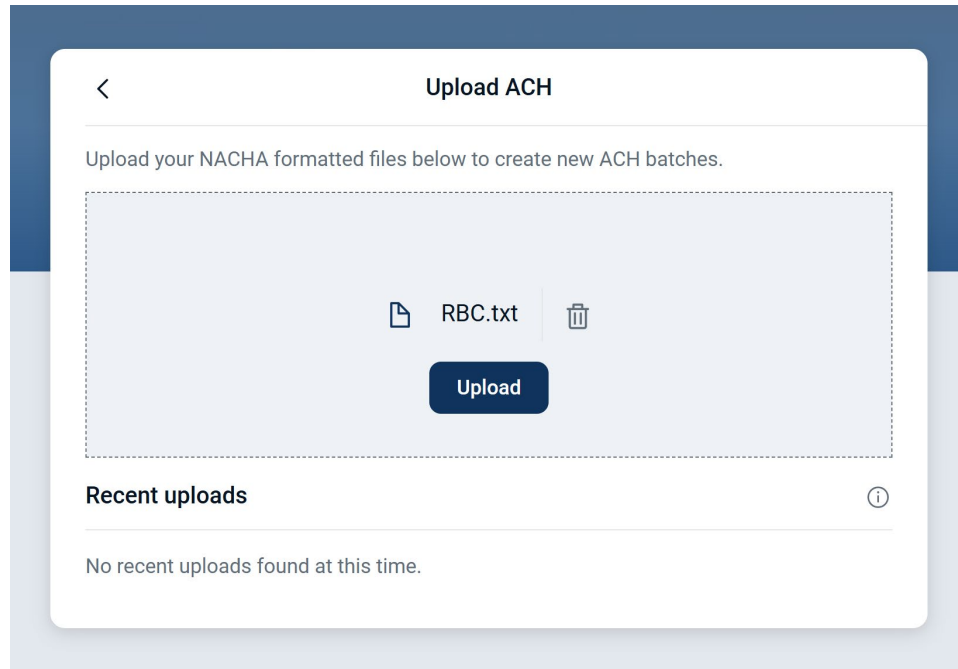 Upload ACH
Upload your NACHA formatted files below to create new ACH batches.
RBC.txt
Upload
Recent uploads
No recent uploads found at this time.